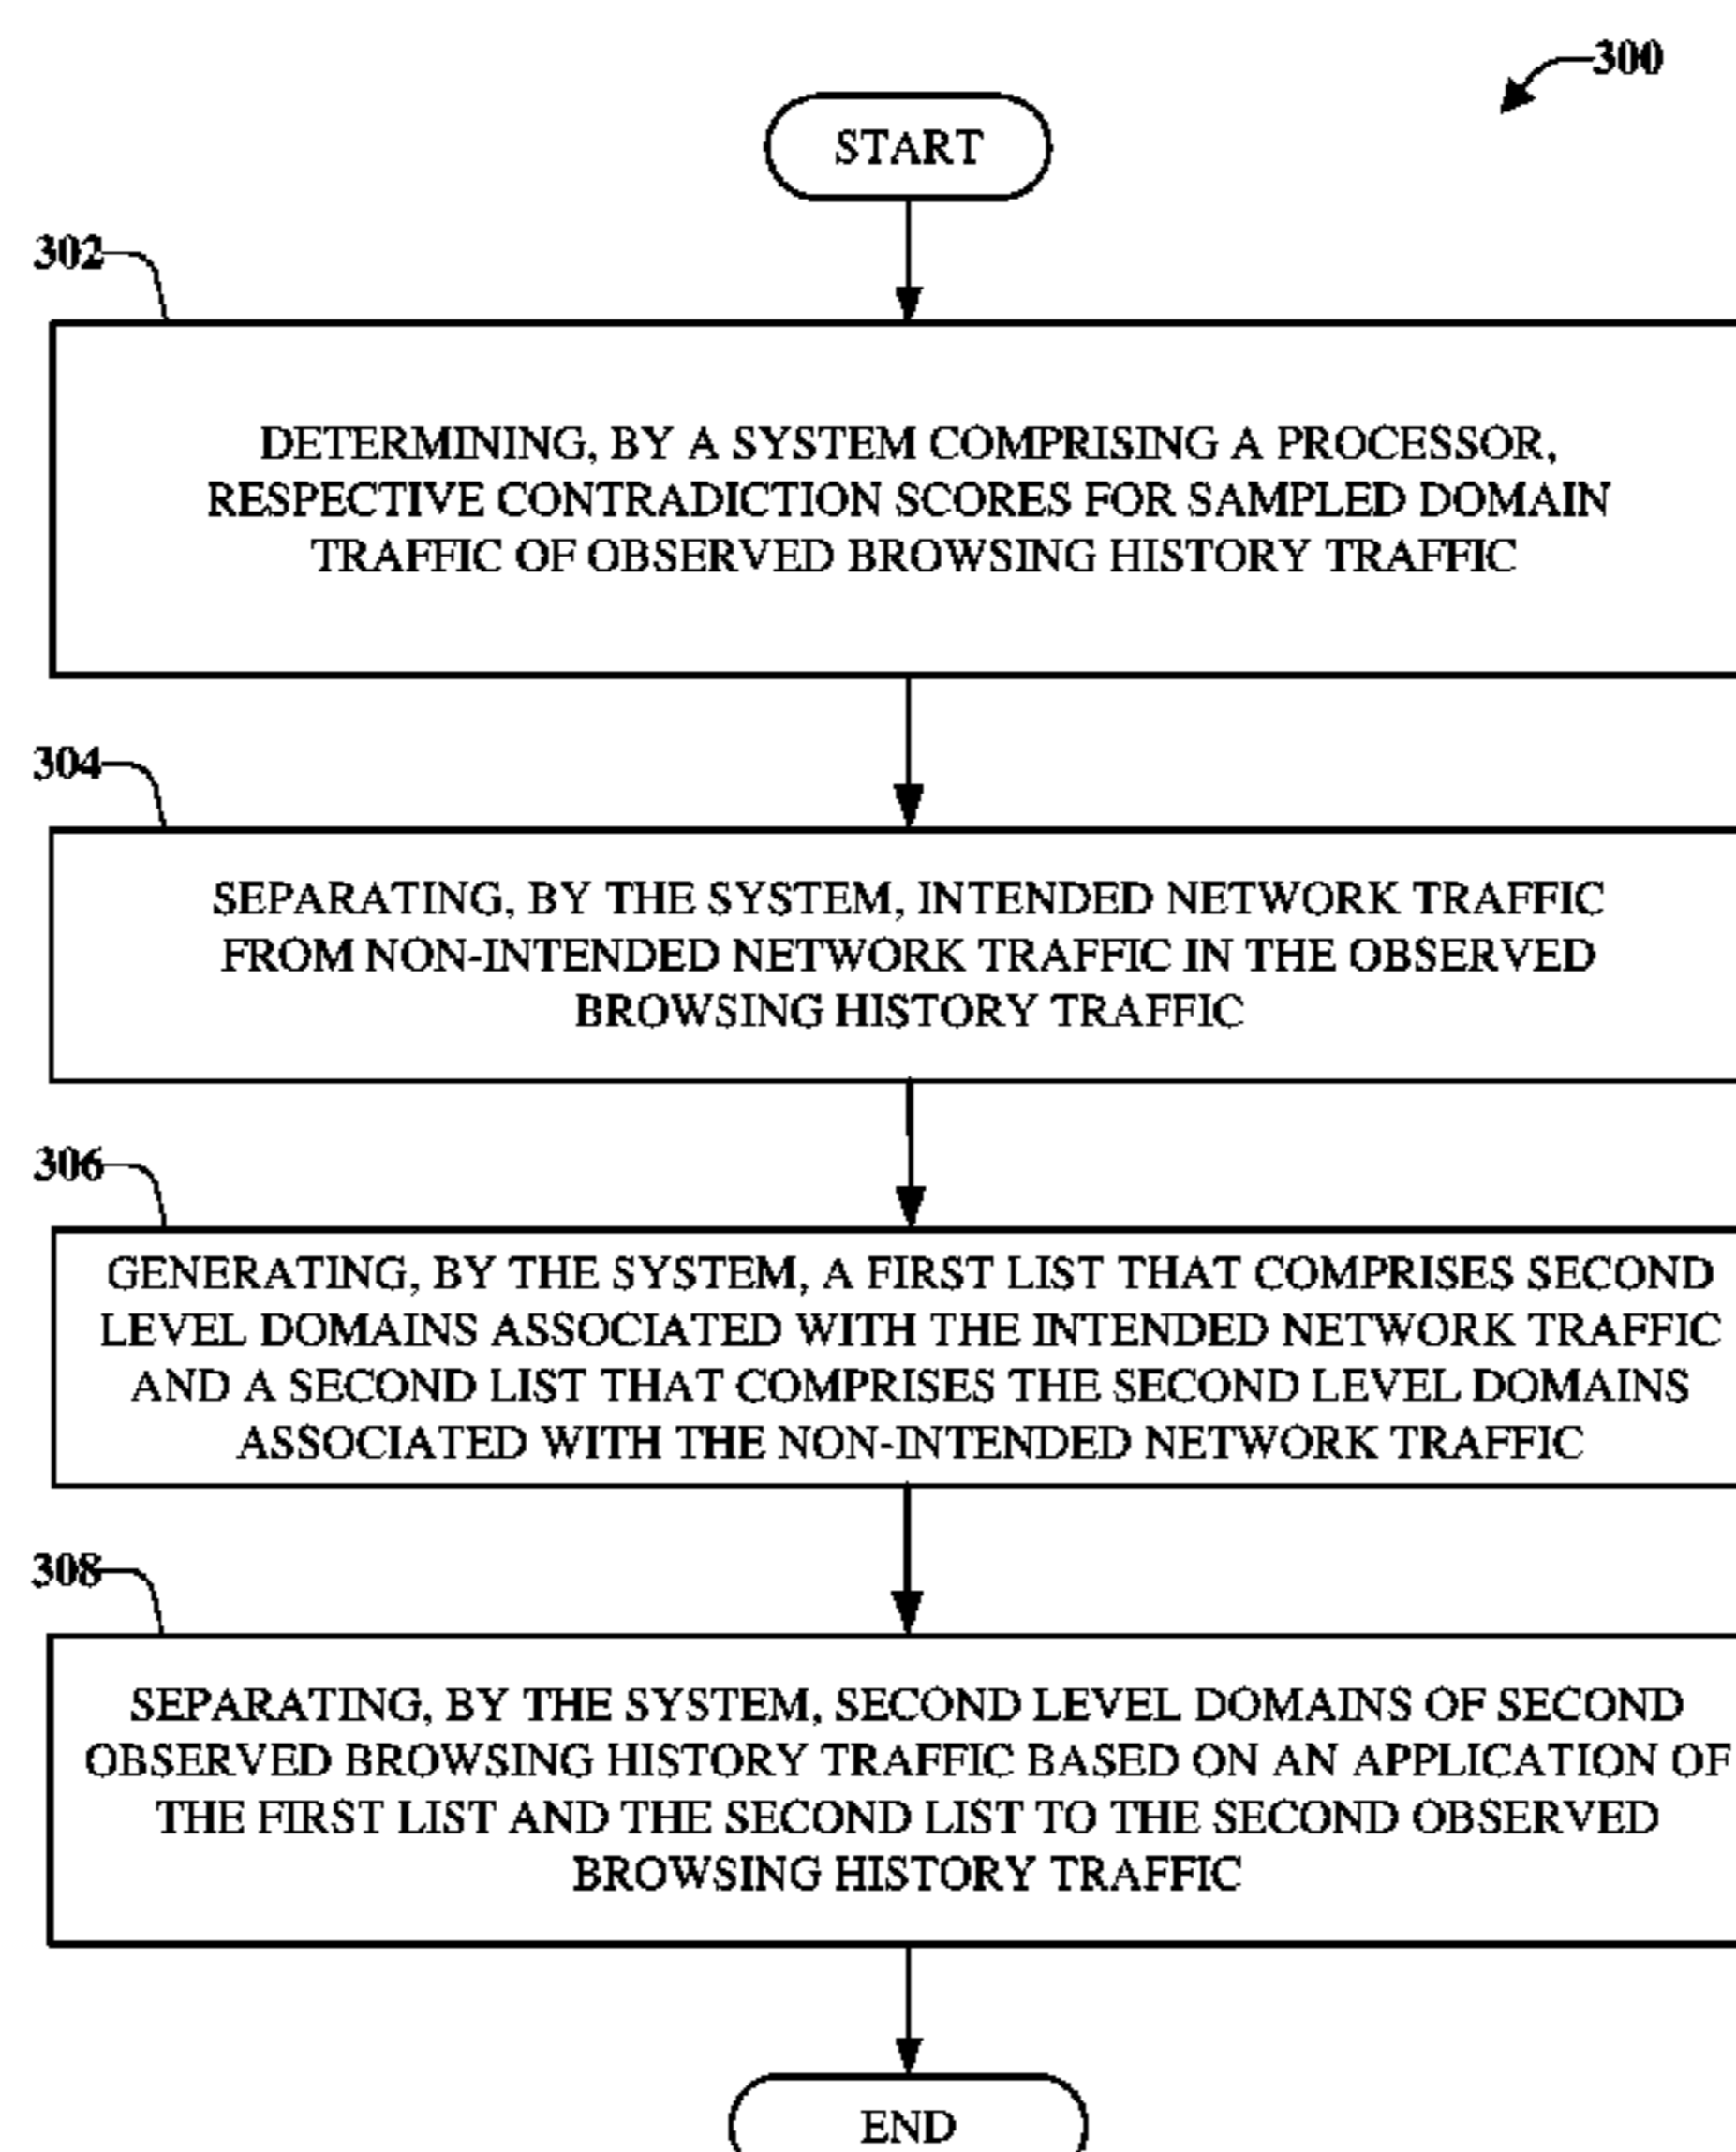 300
START
302
DETERMINING, BY A SYSTEM COMPRISING A PROCESSOR,
RESPECTIVE CONTRADICTION SCORES FOR SAMPLED DOMAIN
TRAFFIC OF OBSERVED BROWSING HISTORY TRAFFIC
304
SEPARATING, BY THE SYSTEM, INTENDED NETWORK TRAFFIC
FROM NON-INTENDED NETWORK TRAFFIC IN THE OBSERVED
BROWSING HISTORY TRAFFIC
306
GENERATING, BY THE SYSTEM, A FIRST LIST THAT COMPRISES SECOND
LEVEL DOMAINS ASSOCIATED WITH THE INTENDED NETWORK TRAFFIC
AND A SECOND LIST THAT COMPRISES THE SECOND LEVEL DOMAINS
ASSOCIATED WITH THE NON-INTENDED NETWORK TRAFFIC
308
SEPARATING, BY THE SYSTEM, SECOND LEVEL DOMAINS OF SECOND
OBSERVED BROWSING HISTORY TRAFFIC BASED ON AN APPLICATION OF
THE FIRST LIST AND THE SECOND LIST TO THE SECOND OBSERVED
BROWSING HISTORY TRAFFIC
END